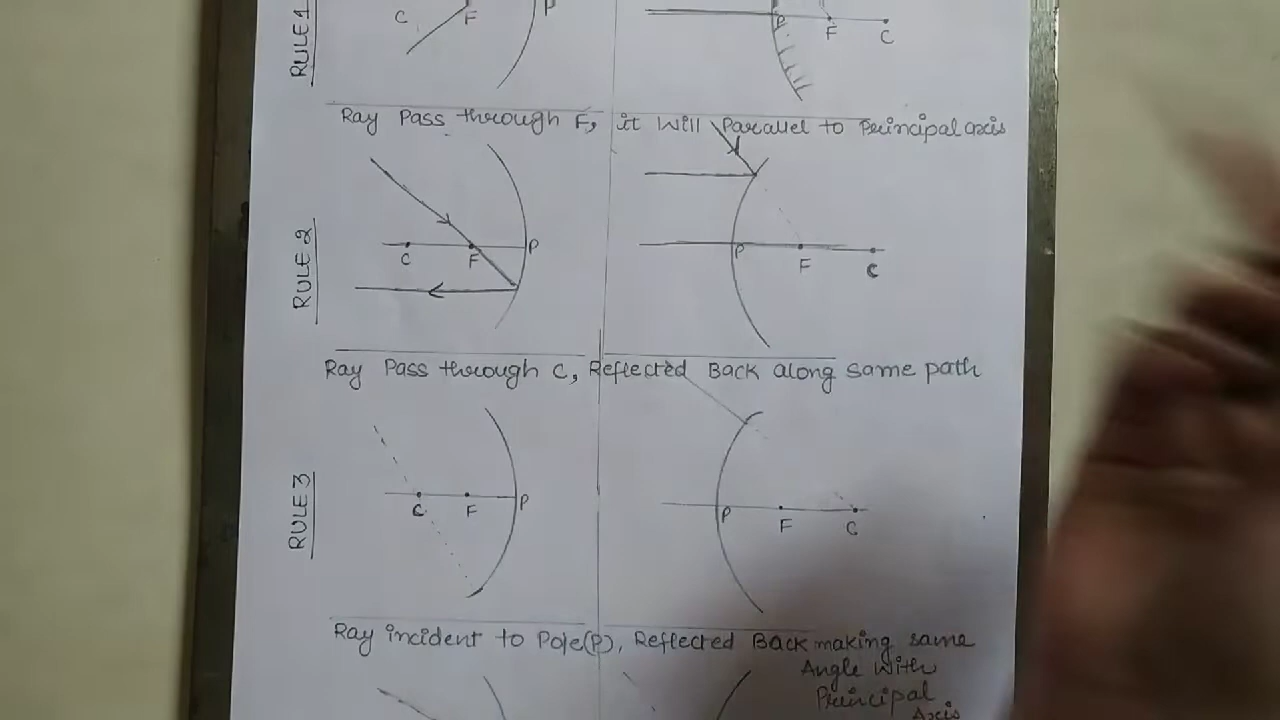 RULE 1
C F P
P F C
Ray Pass through F, it Will Parallel to Principal axis
RULE 2
C F P
P F C
Ray Pass through C, Reflected Back along same path
RULE 3
C F P
P F C
Ray incident to Pole(P), Reflected Back making same
Angle With
Principal
Axis